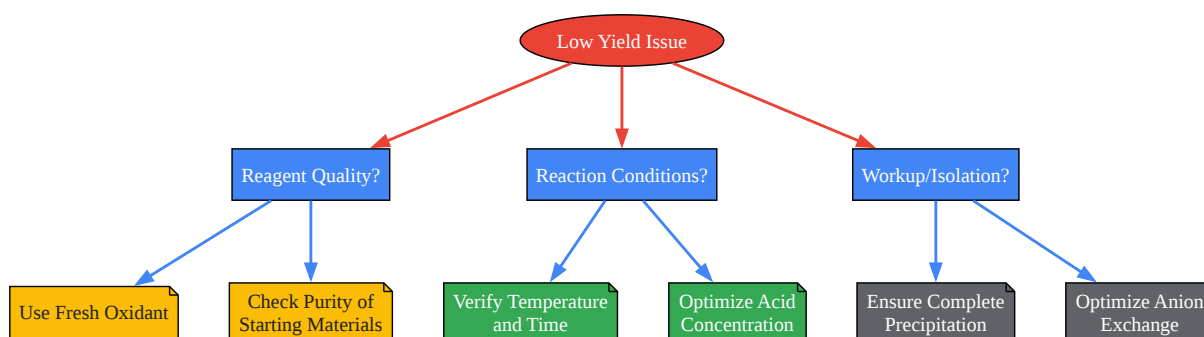 Low Yield Issue
Reagent Quality?
Reaction Conditions?
Workup/Isolation?
Use Fresh Oxidant
Check Purity of
Starting Materials
Verify Temperature
and Time
Optimize Acid
Concentration
Ensure Complete
Precipitation
Optimize Anion
Exchange